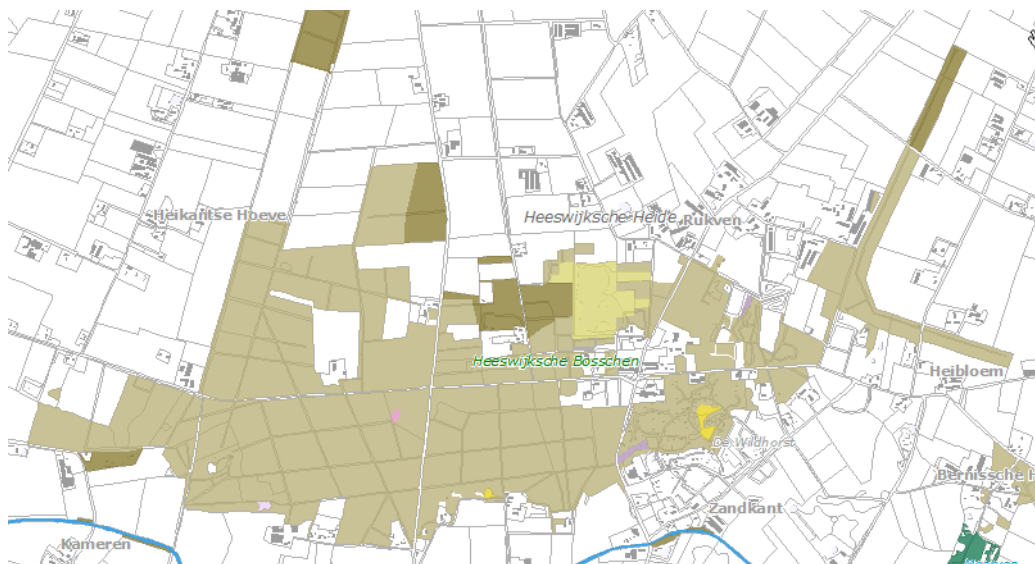 Heikantse Hoeve
Heeswijksche Heide
Rukven
Heeswijksche Bosschen
Heibloem
De Wildhorst
Bernissche H
Zandkant
Kameren